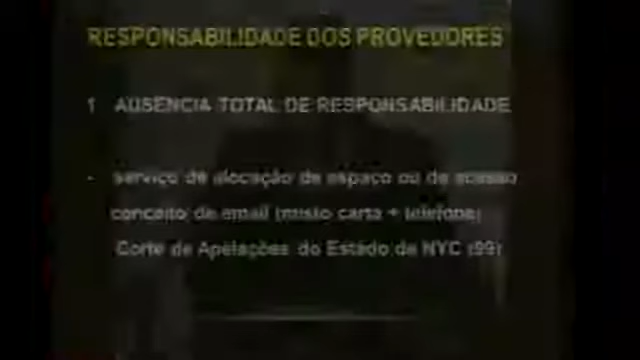 RESPONSABILIDADE DOS PROVEDORES
1 AUSÊNCIA TOTAL DE RESPONSABILIDADE
- serviço de alocação de espaço ou de acesso
conceito de email (misto carta + telefone)
Corte de Apelações do Estado de NYC (99)